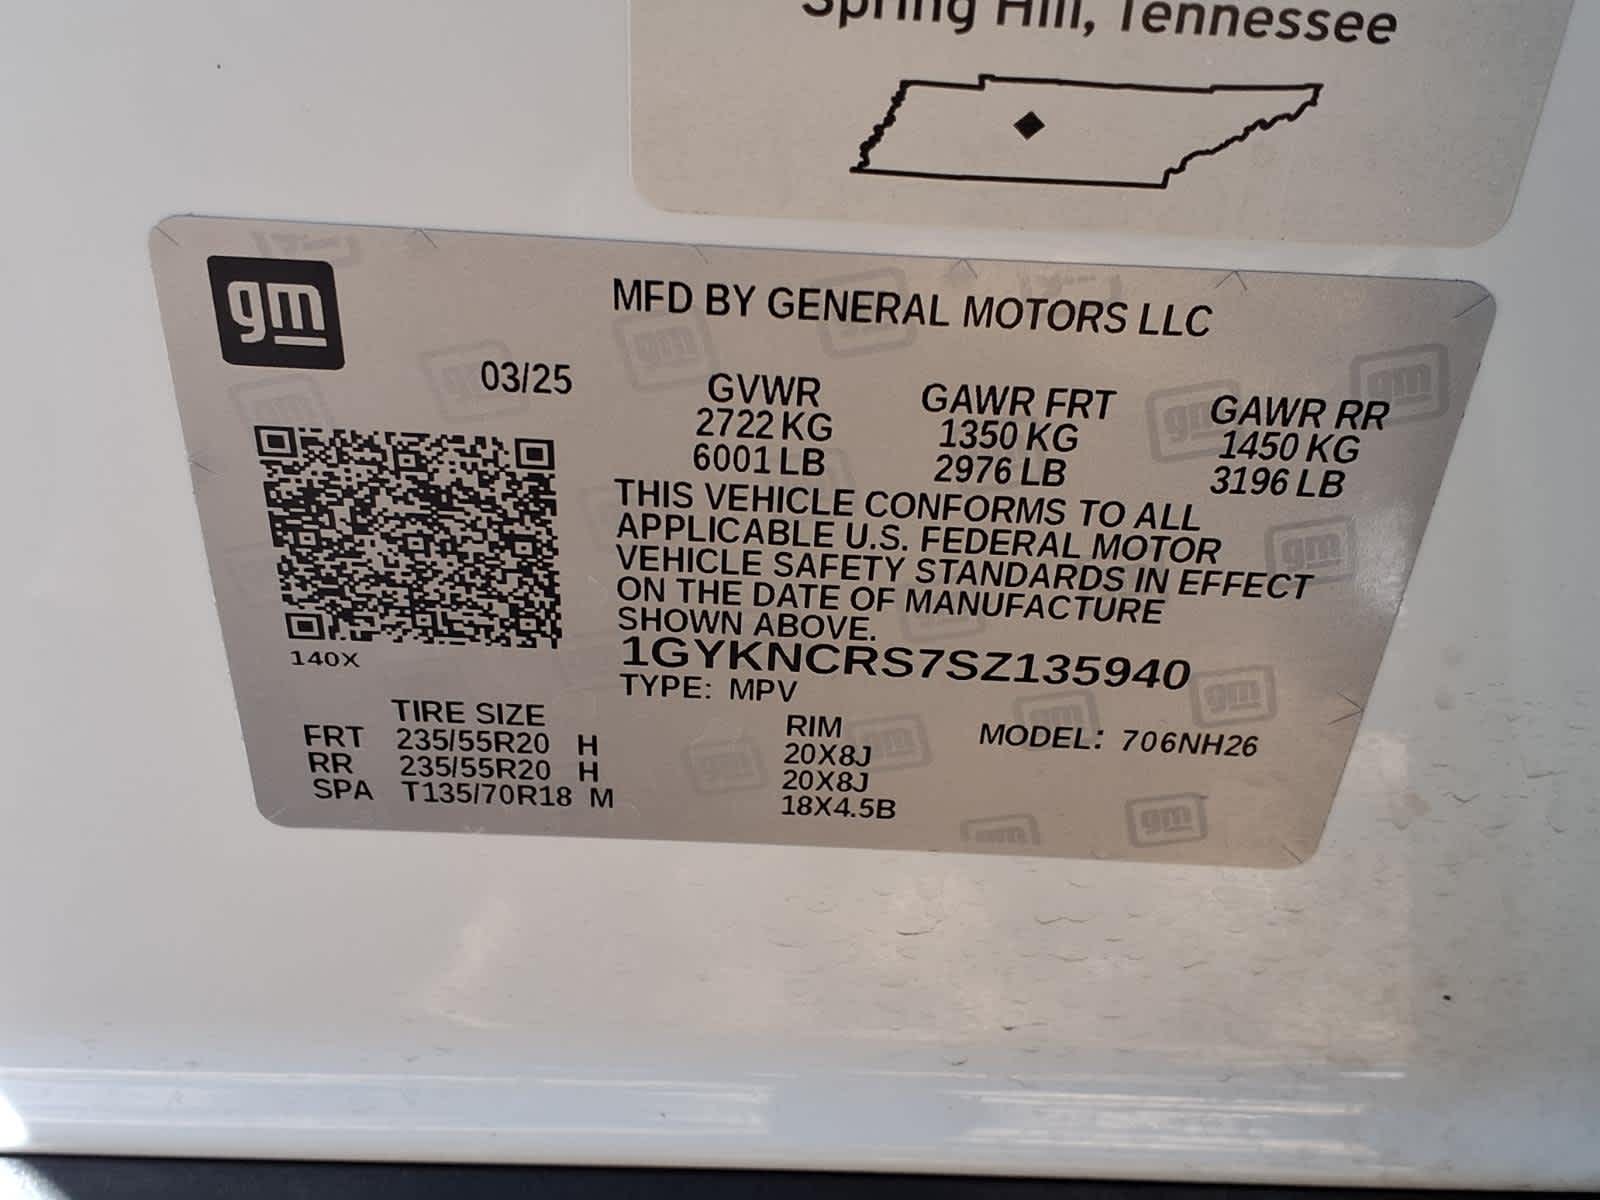 Spring Hill, Tennessee
gm
MFD BY GENERAL MOTORS LLC
03/25
GVWR GAWR FRT GAWR RR
2722 KG 1350 KG 1450 KG
6001 LB 2976 LB 3196 LB
THIS VEHICLE CONFORMS TO ALL
APPLICABLE U.S. FEDERAL MOTOR
VEHICLE SAFETY STANDARDS IN EFFECT
ON THE DATE OF MANUFACTURE
SHOWN ABOVE.
140X
1GYKNCRS7SZ135940
TYPE: MPV
TIRE SIZE RIM MODEL: 706NH26
FRT 235/55R20 H 20X8J
RR 235/55R20 H 20X8J
SPA T135/70R18 M 18X4.5B